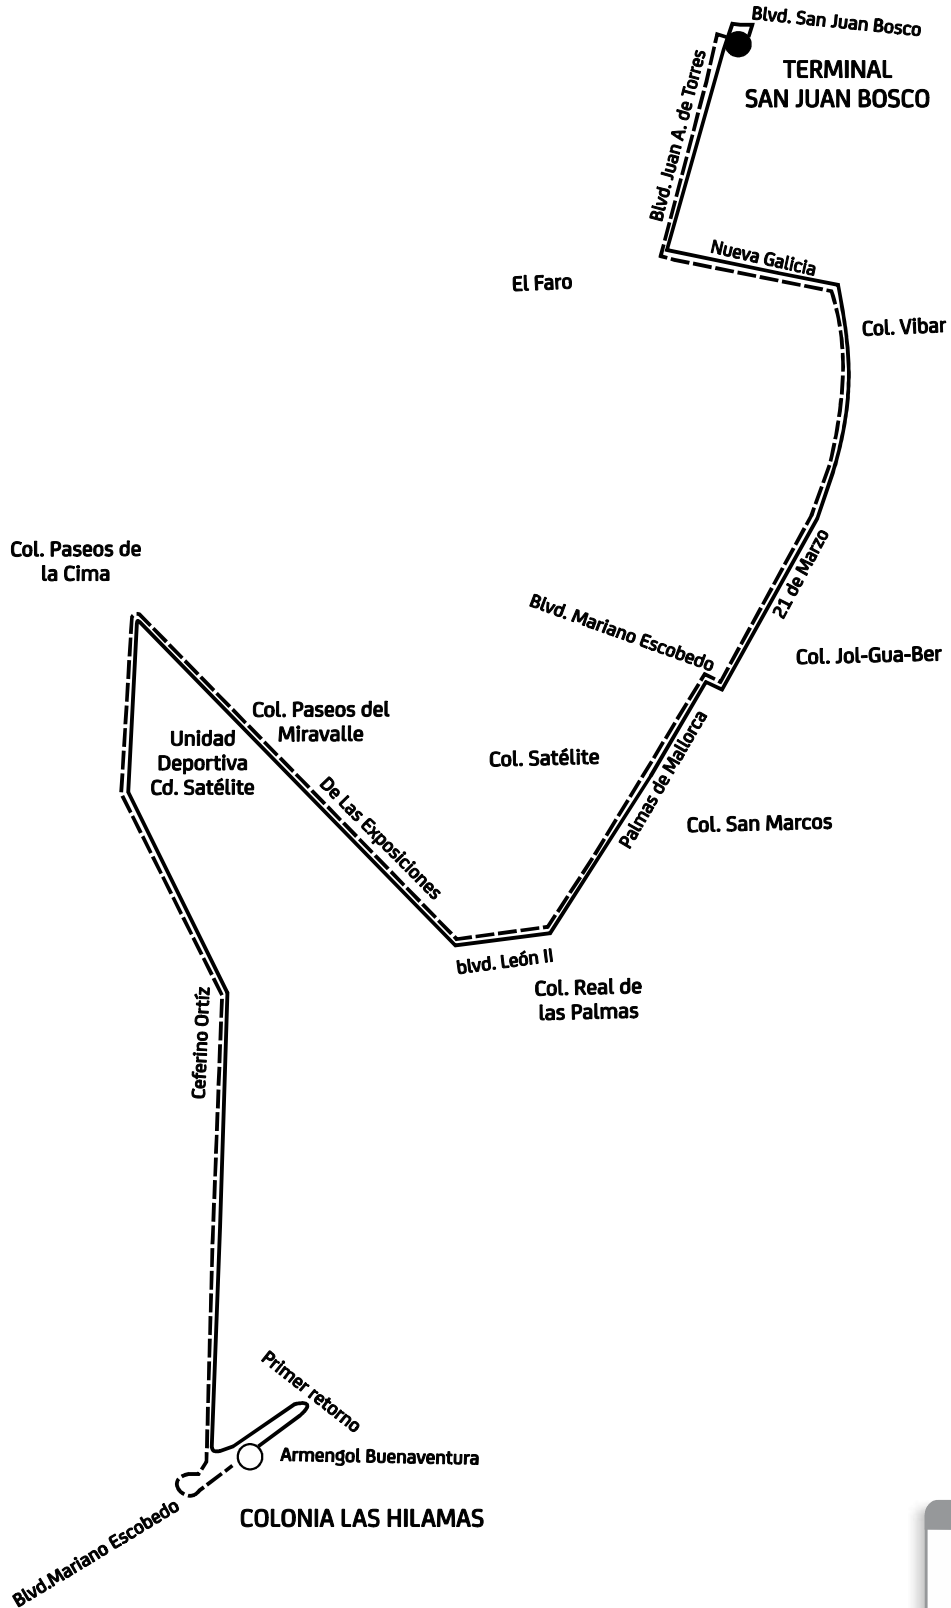 Blvd. San Juan Bosco
TERMINAL
SAN JUAN BOSCO
Blvd. Juan A. de Torres
Nueva Galicia
El Faro
Col. Vibar
Col. Paseos de
la Cima
21 de Marzo
Blvd. Mariano Escobedo
Col. Jol-Gua-Ber
Col. Paseos del
Miravalle
Unidad
Deportiva
Cd. Satélite
Col. Satélite
Palmas de Mallorca
De Las Exposiciones
Col. San Marcos
blvd. León II
Col. Real de
las Palmas
Ceferino Ortíz
Primer retorno
Armengol Buenaventura
COLONIA LAS HILAMAS
Blvd.Mariano Escobedo